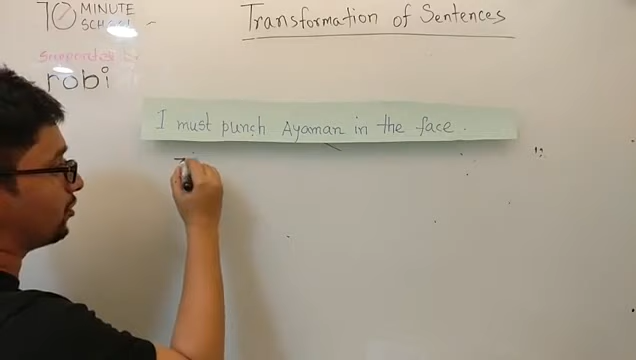 10 MINUTE
SCHOOL
Transformation of Sentences
robi
I must punch Ayaman in the face.